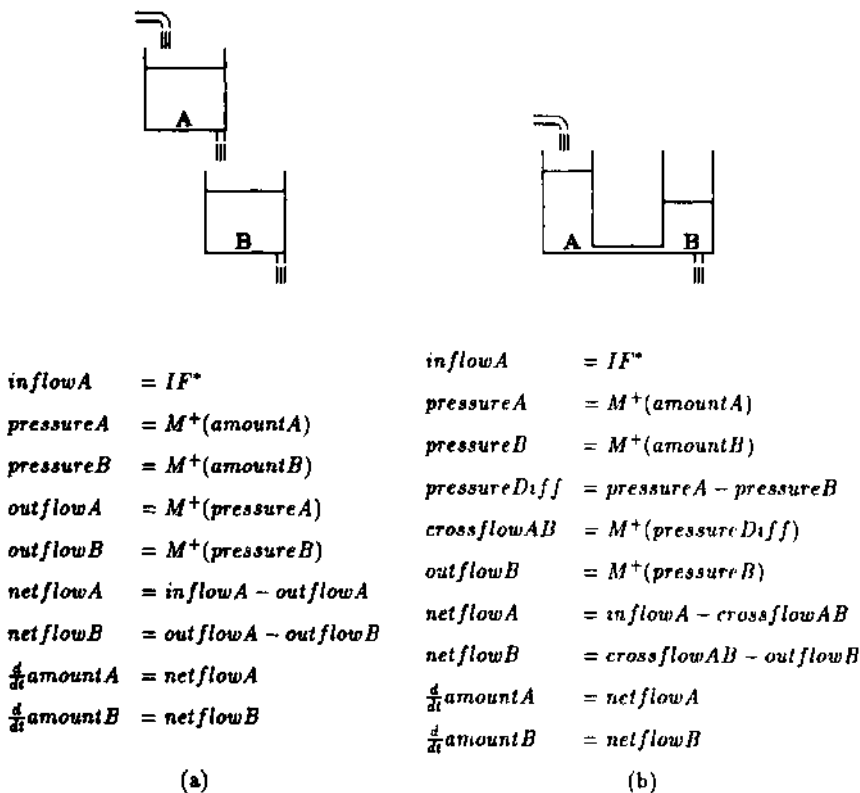 A
B
inflowA = IF*
pressureA = M⁺(amountA)
pressureB = M⁺(amountB)
outflowA = M⁺(pressureA)
outflowB = M⁺(pressureB)
netflowA = inflowA − outflowA
netflowB = outflowA − outflowB
d/dt amountA = netflowA
d/dt amountB = netflowB
(a)
A B
inflowA = IF*
pressureA = M⁺(amountA)
pressureB = M⁺(amountB)
pressureDiff = pressureA − pressureB
crossflowAB = M⁺(pressureDiff)
outflowB = M⁺(pressureB)
netflowA = inflowA − crossflowAB
netflowB = crossflowAB − outflowB
d/dt amountA = netflowA
d/dt amountB = netflowB
(b)